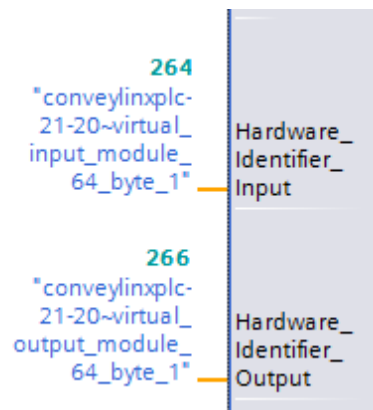 264
"conveylinxplc-
21-20~virtual_
input_module_
64_byte_1"
Hardware_
Identifier_
Input
266
"conveylinxplc-
21-20~virtual_
output_module_
64_byte_1"
Hardware_
Identifier_
Output